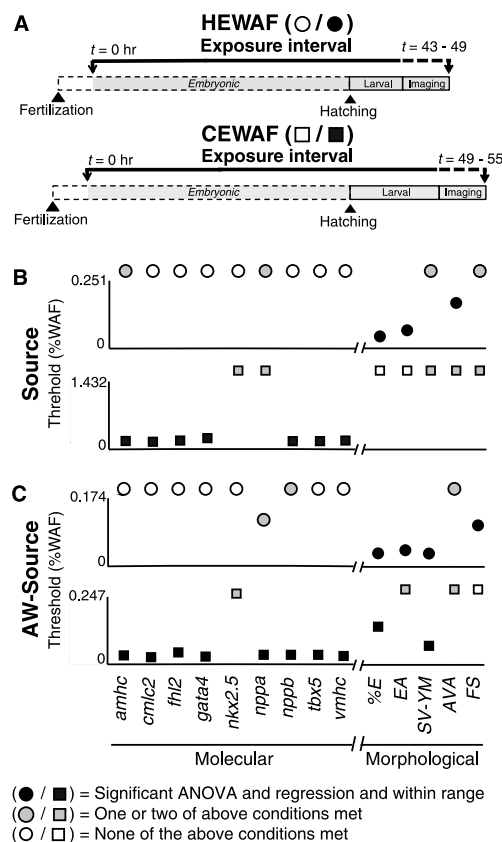 A
HEWAF (○/●)
Exposure interval
t = 0 hr
t = 43 - 49
Embryonic
Larval
Imaging
Fertilization
Hatching
CEWAF (□/■)
Exposure interval
t = 0 hr
t = 49 - 55
Embryonic
Larval
Imaging
Fertilization
Hatching
B
Source
Threhold (%WAF)
0.251
0
1.432
0
C
AW-Source
Threshold (%WAF)
0.174
0
0.247
0
amhc
cmlc2
fhl2
gata4
nkx2.5
nppa
nppb
tbx5
vmhc
%E
EA
SV-YM
AVA
FS
Molecular
Morphological
(●/■) = Significant ANOVA and regression and within range
(●/■) = One or two of above conditions met
(○/□) = None of the above conditions met